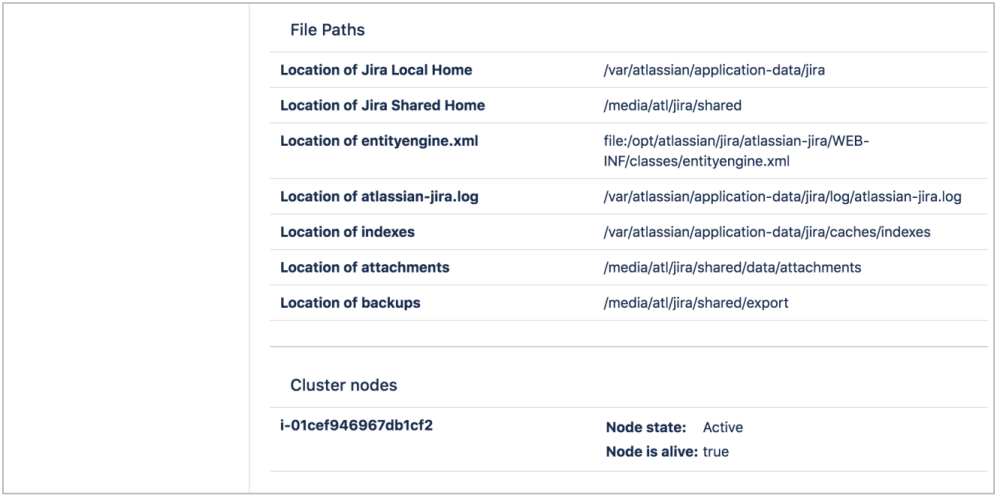 File Paths
Location of Jira Local Home /var/atlassian/application-data/jira
Location of Jira Shared Home /media/atl/jira/shared
Location of entityengine.xml file:/opt/atlassian/jira/atlassian-jira/WEB-
INF/classes/entityengine.xml
Location of atlassian-jira.log /var/atlassian/application-data/jira/log/atlassian-jira.log
Location of indexes /var/atlassian/application-data/jira/caches/indexes
Location of attachments /media/atl/jira/shared/data/attachments
Location of backups /media/atl/jira/shared/export
Cluster nodes
i-01cef946967db1cf2 Node state: Active
Node is alive: true